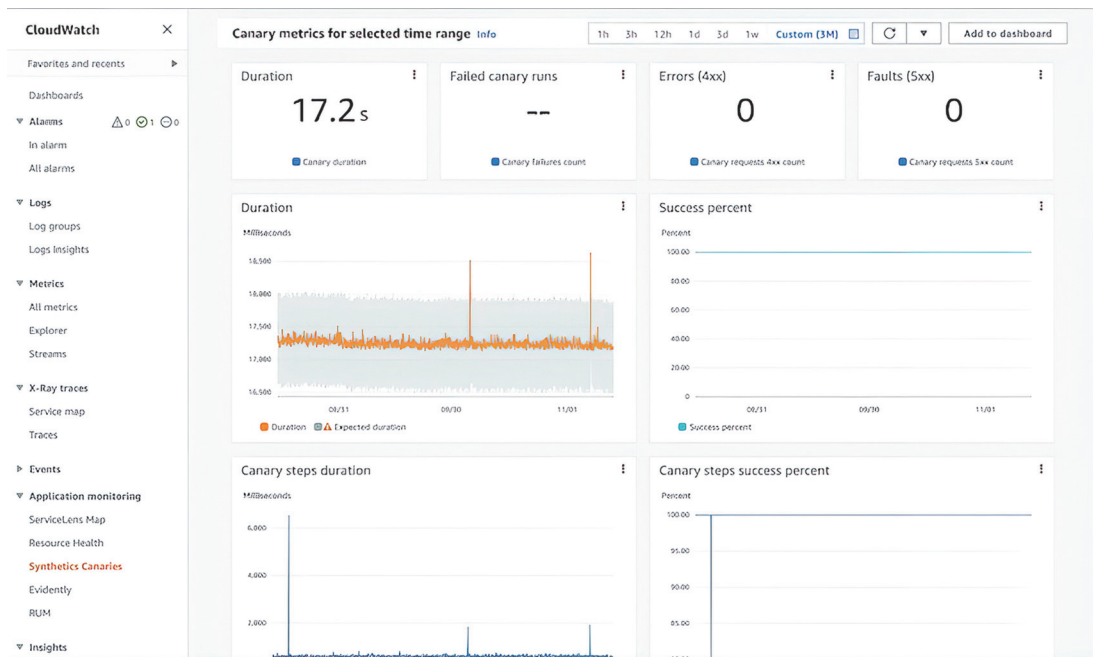 CloudWatch
Favorites and recents
Dashboards
Alarms 0 1 0
In alarm
All alarms
Logs
Log groups
Logs Insights
Metrics
All metrics
Explorer
Streams
X-Ray traces
Service map
Traces
Events
Application monitoring
ServiceLens Map
Resource Health
Synthetics Canaries
Evidently
RUM
Insights
Canary metrics for selected time range Info
1h 3h 12h 1d 3d 1w Custom (3M)
Add to dashboard
Duration
17.2 s
Canary duration
Failed canary runs
--
Canary failures count
Errors (4xx)
0
Canary requests 4xx count
Faults (5xx)
0
Canary requests 5xx count
Duration
Milliseconds
18,500
18,000
17,500
17,000
16,500
08/31 09/30 11/01
Duration Expected duration
Success percent
Percent
100.00
80.00
60.00
40.00
20.00
0
08/31 09/30 11/01
Success percent
Canary steps duration
Milliseconds
6,000
4,000
2,000
Canary steps success percent
Percent
100.00
95.00
90.00
85.00